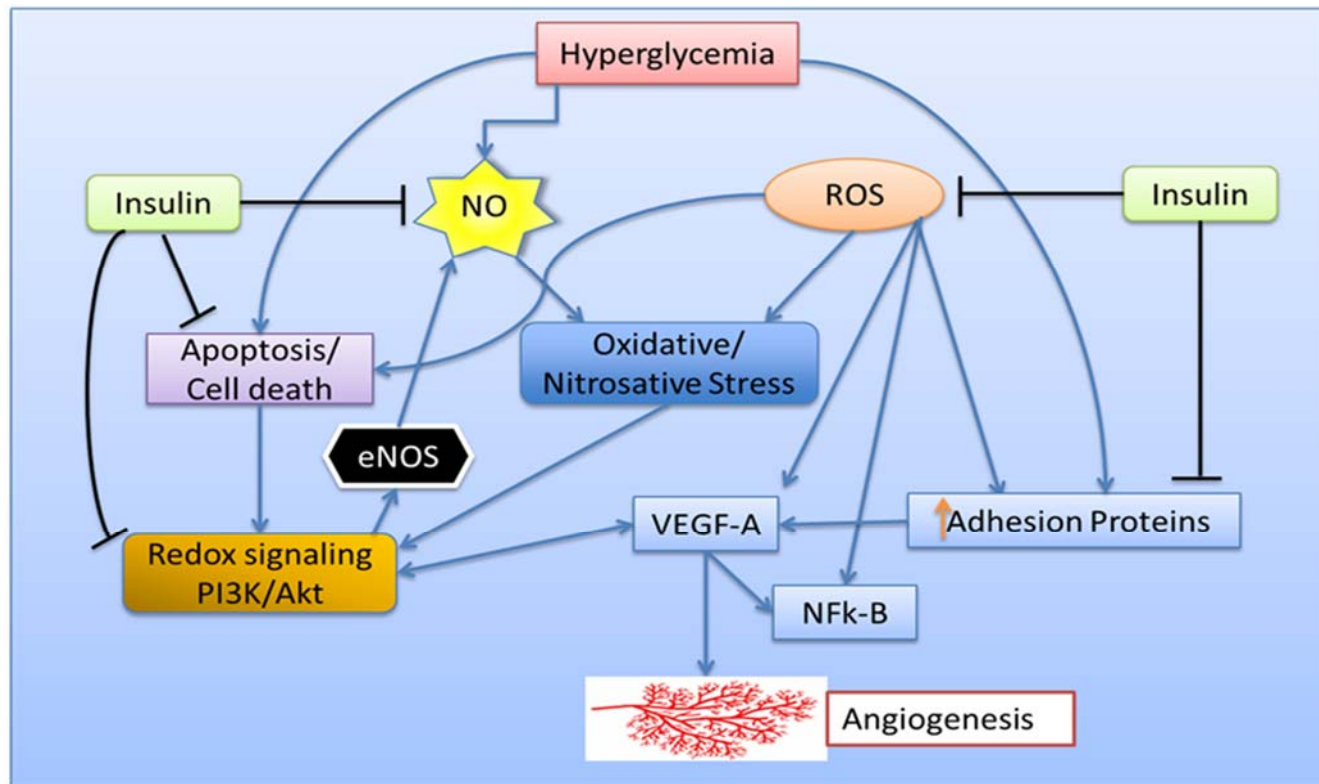 Hyperglycemia
Insulin
NO
ROS
Insulin
Apoptosis/
Cell death
Oxidative/
Nitrosative Stress
eNOS
VEGF-A
Adhesion Proteins
Redox signaling
PI3K/Akt
NFk-B
Angiogenesis